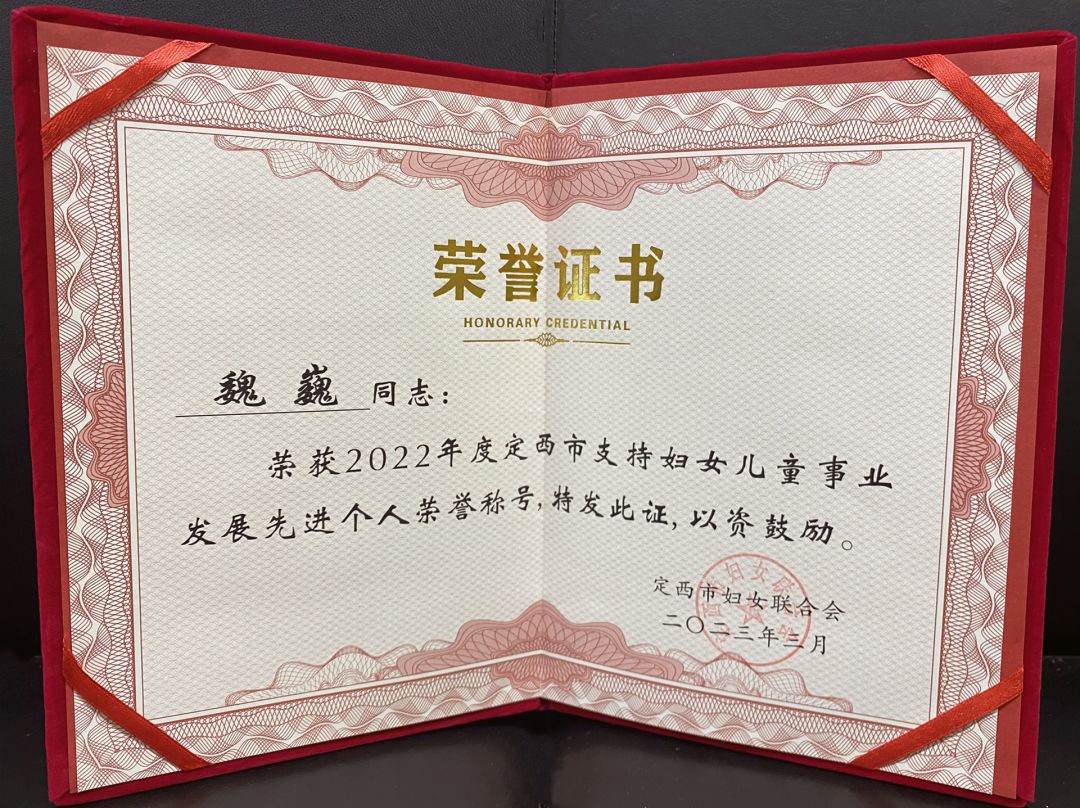 荣誉证书
HONORARY CREDENTIAL
魏 巍 同志：
荣获2022年度定西市支持妇女儿童事业
发展先进个人荣誉称号，特发此证，以资鼓励。
定西市妇女联合会
二〇二三年三月